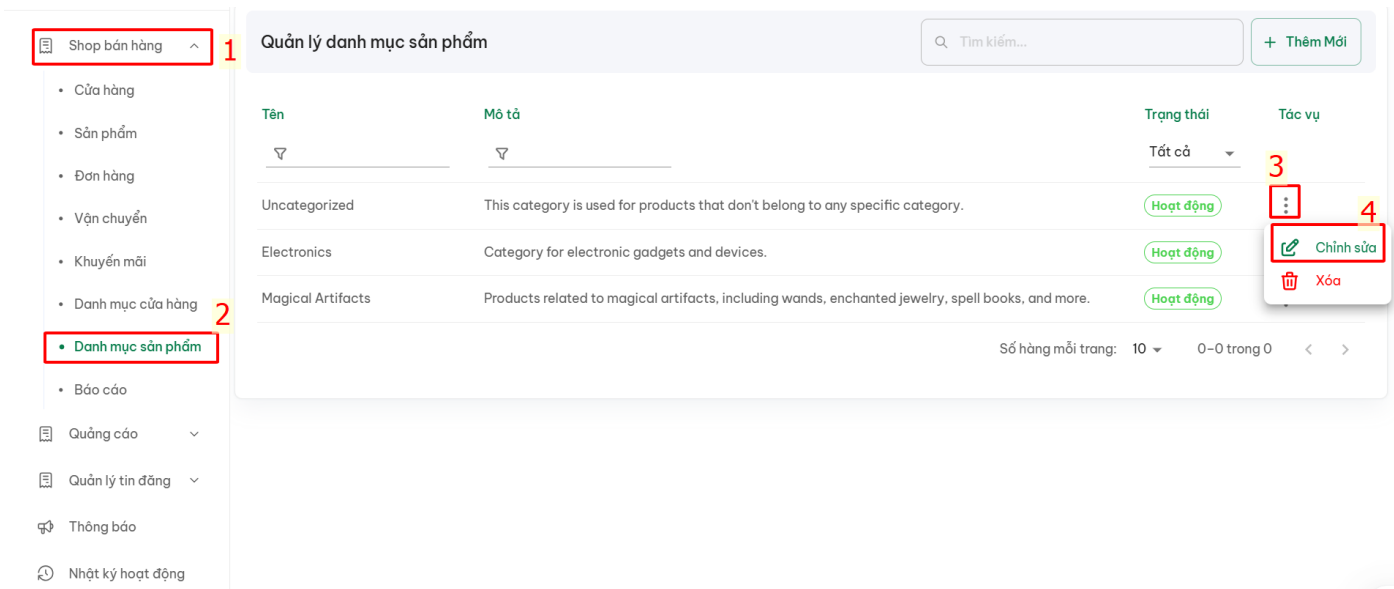 Shop bán hàng
1
Cửa hàng
Sản phẩm
Đơn hàng
Vận chuyển
Khuyến mãi
Danh mục cửa hàng
2
Danh mục sản phẩm
Báo cáo
Quảng cáo
Quản lý tin đăng
Thông báo
Nhật ký hoạt động
Quản lý danh mục sản phẩm
Tìm kiếm...
+ Thêm Mới
Tên Mô tả Trạng thái Tác vụ
Tất cả
3
Uncategorized This category is used for products that don't belong to any specific category. Hoạt động
4
Chỉnh sửa
Electronics Category for electronic gadgets and devices. Hoạt động
Xóa
Magical Artifacts Products related to magical artifacts, including wands, enchanted jewelry, spell books, and more. Hoạt động
Số hàng mỗi trang: 10 0–0 trong 0